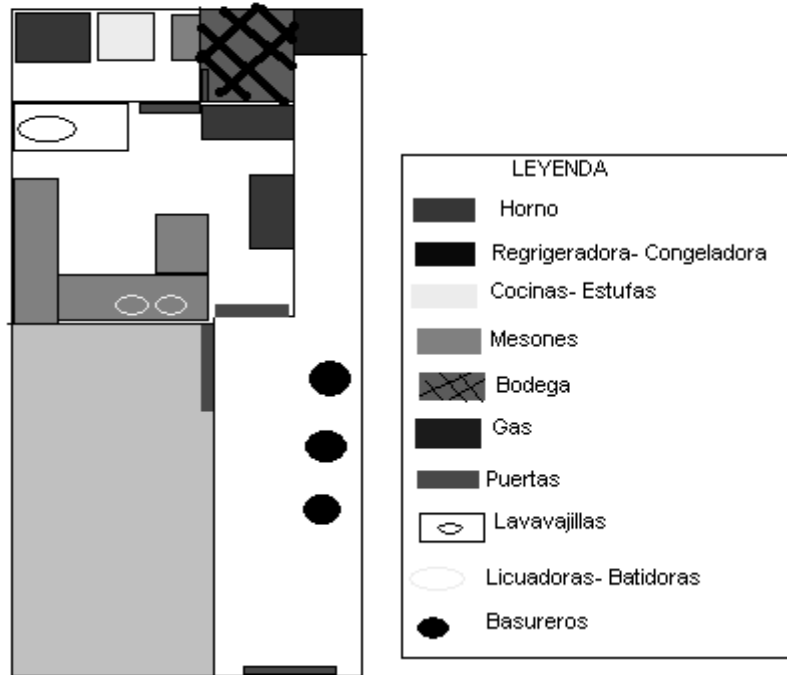 LEYENDA
Horno
Regrigeradora- Congeladora
Cocinas- Estufas
Mesones
Bodega
Gas
Puertas
Lavavajillas
Licuadoras- Batidoras
Basureros